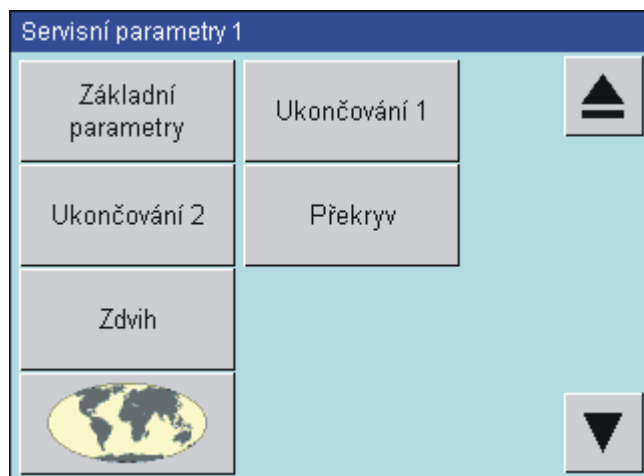 Servisní parametry 1
Základní
parametry
Ukončování 1
Ukončování 2
Překryv
Zdvih